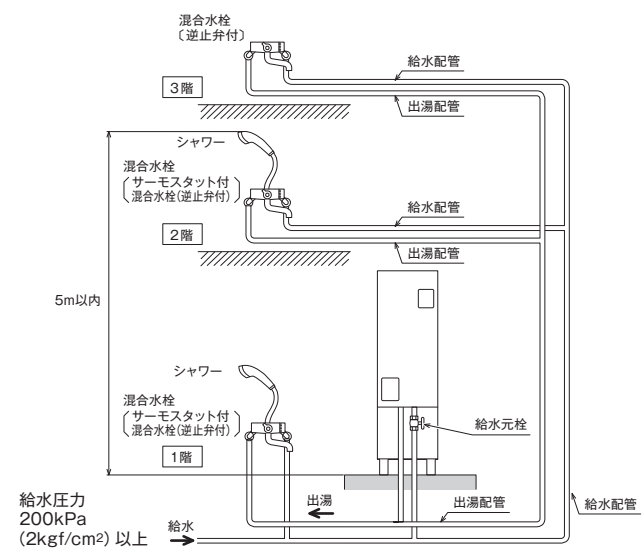 混合水栓
〔逆止弁付〕
給水配管
3階
出湯配管
シャワー
混合水栓
サーモスタット付
混合水栓(逆止弁付)
給水配管
2階
出湯配管
5m以内
シャワー
混合水栓
サーモスタット付
混合水栓(逆止弁付)
給水元栓
1階
給水圧力
200kPa
(2kgf/cm²) 以上
出湯
出湯配管
給水配管
給水